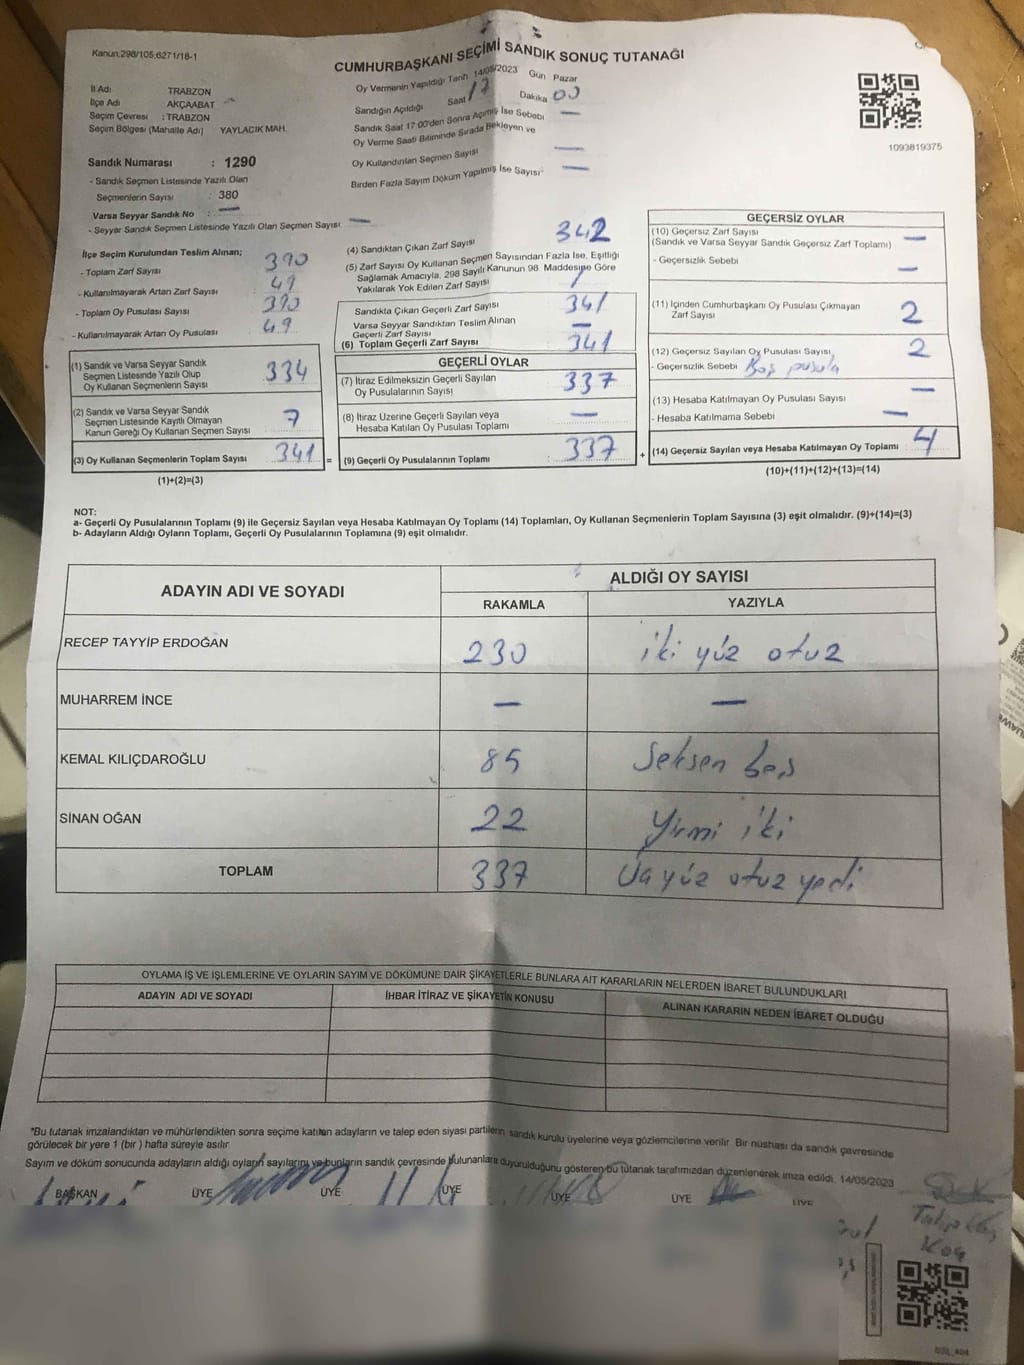 Kanun:298/105,6271/18-1
CUMHURBAŞKANI SEÇİMİ SANDIK SONUÇ TUTANAĞI
İl Adı TRABZON
İlçe Adı AKÇAABAT
Seçim Çevresi : TRABZON
Seçim Bölgesi (Mahalle Adı) YAYLACIK MAH.
Sandık Numarası : 1290
- Sandık Seçmen Listesinde Yazılı Olan
Seçmenlerin Sayısı : 380
Varsa Seyyar Sandık No : —
- Seyyar Sandık Seçmen Listesinde Yazılı Olan Seçmen Sayısı: —
Oy Vermenin Yapıldığı Tarih 14/05/2023 Gün Pazar
Sandığın Açıldığı Saat 17 Dakika 00
Sandık Saat 17:00'den Sonra Açılmış İse Sebebi —
Oy Verme Saati Bitiminde Sırada Bekleyen ve
Oy Kullandırılan Seçmen Sayısı —
Birden Fazla Sayım Döküm Yapılmış İse Sayısı —
1093819375
İlçe Seçim Kurulundan Teslim Alınan;
- Toplam Zarf Sayısı 390
- Kullanılmayarak Artan Zarf Sayısı 49
- Toplam Oy Pusulası Sayısı 390
- Kullanılmayarak Artan Oy Pusulası 49
(1) Sandık ve Varsa Seyyar Sandık
Seçmen Listesinde Yazılı Olup
Oy Kullanan Seçmenlerin Sayısı 334
(2) Sandık ve Varsa Seyyar Sandık
Seçmen Listesinde Kayıtlı Olmayan
Kanun Gereği Oy Kullanan Seçmen Sayısı 7
(3) Oy Kullanan Seçmenlerin Toplam Sayısı 341 =
(1)+(2)=(3)
(4) Sandıktan Çıkan Zarf Sayısı 342
(5) Zarf Sayısı Oy Kullanan Seçmen Sayısından Fazla İse, Eşitliği
Sağlamak Amacıyla, 298 Sayılı Kanunun 98. Maddesine Göre
Yakılarak Yok Edilen Zarf Sayısı 1
Sandıkta Çıkan Geçerli Zarf Sayısı 341
Varsa Seyyar Sandıktan Teslim Alınan
Geçerli Zarf Sayısı —
(6) Toplam Geçerli Zarf Sayısı 341
GEÇERLİ OYLAR
(7) İtiraz Edilmeksizin Geçerli Sayılan
Oy Pusulalarının Sayısı 337
(8) İtiraz Üzerine Geçerli Sayılan veya
Hesaba Katılan Oy Pusulası Toplamı —
(9) Geçerli Oy Pusulalarının Toplamı 337 +
GEÇERSİZ OYLAR
(10) Geçersiz Zarf Sayısı
(Sandık ve Varsa Seyyar Sandık Geçersiz Zarf Toplamı) —
- Geçersizlik Sebebi —
(11) İçinden Cumhurbaşkanı Oy Pusulası Çıkmayan
Zarf Sayısı 2
(12) Geçersiz Sayılan Oy Pusulası Sayısı 2
- Geçersizlik Sebebi Boş pusula
(13) Hesaba Katılmayan Oy Pusulası Sayısı —
- Hesaba Katılmama Sebebi —
(14) Geçersiz Sayılan veya Hesaba Katılmayan Oy Toplamı 4
(10)+(11)+(12)+(13)=(14)
NOT:
a- Geçerli Oy Pusulalarının Toplamı (9) ile Geçersiz Sayılan veya Hesaba Katılmayan Oy Toplamı (14) Toplamları, Oy Kullanan Seçmenlerin Toplam Sayısına (3) eşit olmalıdır. (9)+(14)=(3)
b- Adayların Aldığı Oyların Toplamı, Geçerli Oy Pusulalarının Toplamına (9) eşit olmalıdır.
ADAYIN ADI VE SOYADI ALDIĞI OY SAYISI
RAKAMLA YAZIYLA
RECEP TAYYİP ERDOĞAN 230 iki yüz otuz
MUHARREM İNCE — —
KEMAL KILIÇDAROĞLU 85 Seksen beş
SİNAN OĞAN 22 Yirmi iki
TOPLAM 337 Üç yüz otuz yedi
OYLAMA İŞ VE İŞLEMLERİNE VE OYLARIN SAYIM VE DÖKÜMÜNE DAİR ŞİKAYETLERLE BUNLARA AİT KARARLARIN NELERDEN İBARET BULUNDUKLARI
ADAYIN ADI VE SOYADI İHBAR İTİRAZ VE ŞİKAYETİN KONUSU ALINAN KARARIN NEDEN İBARET OLDUĞU
*Bu tutanak imzalandıktan ve mühürlendikten sonra seçime katılan adayların ve talep eden siyasi partilerin sandık kurulu üyelerine veya gözlemcilerine verilir. Bir nüshası da sandık çevresinde
görülecek bir yere 1 (bir ) hafta süreyle asılır.
Sayım ve döküm sonucunda adayların aldığı oyların sayılarını ve bunların sandık çevresinde bulunanlara duyurulduğunu gösteren bu tutanak tarafımızdan düzenlenerek imza edildi. 14/05/2023
BAŞKAN ÜYE ÜYE ÜYE ÜYE ÜYE ÜYE